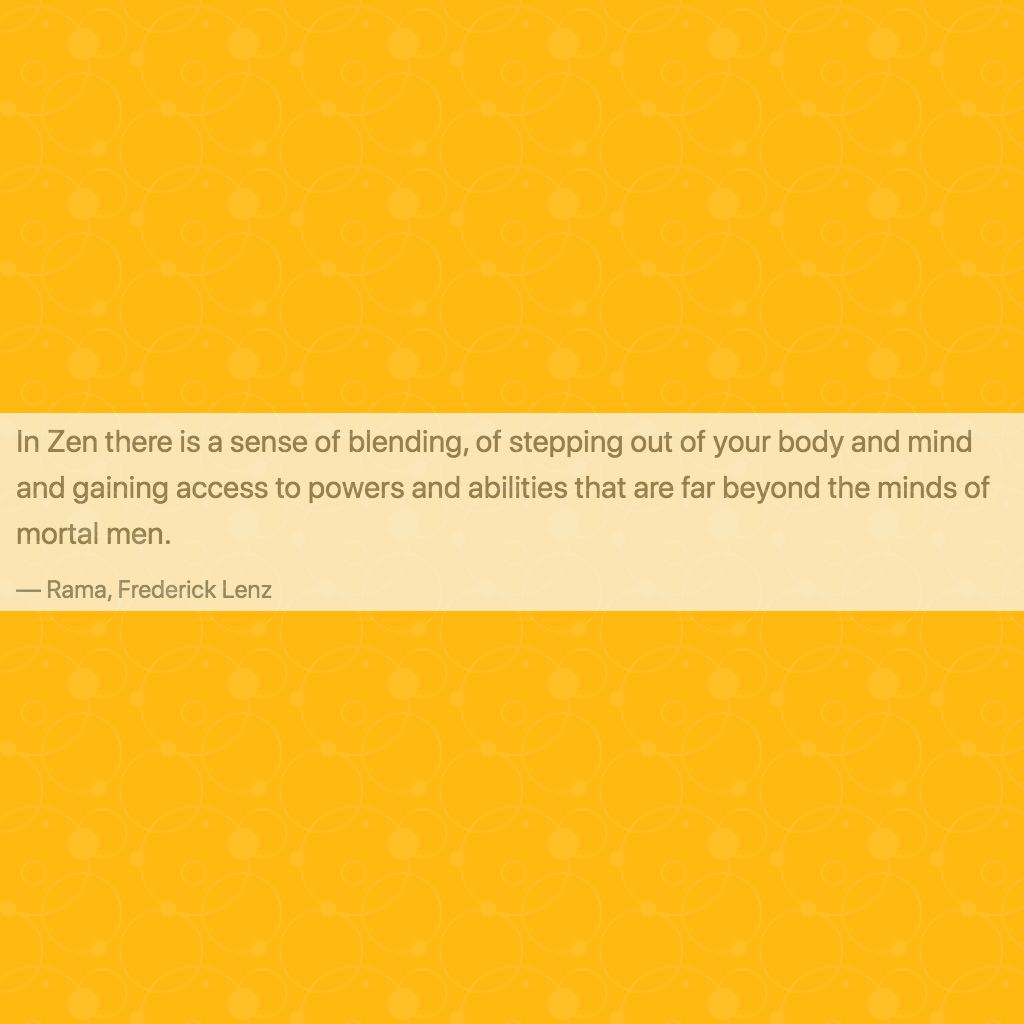 In Zen there is a sense of blending, of stepping out of your body and mind
and gaining access to powers and abilities that are far beyond the minds of
mortal men.
— Rama, Frederick Lenz